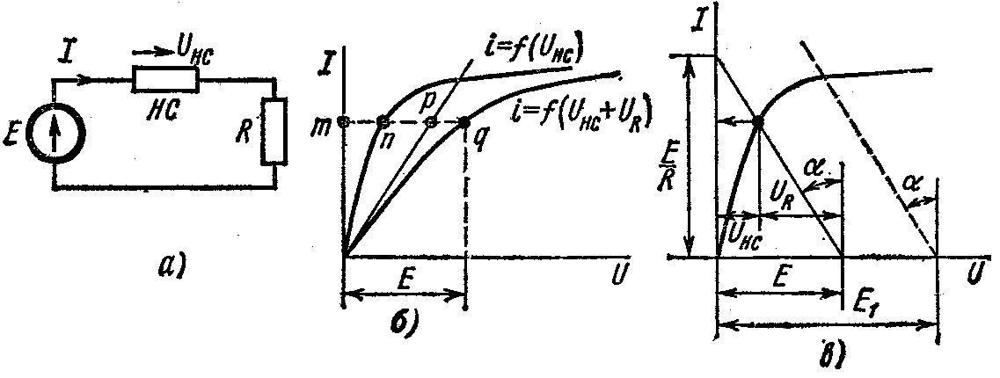 I
U_нс
нс
E
R
а)
I
i=f(U_нс)
m
n
p
q
i=f(U_нс+U_R)
E
U
б)
I
E/R
α
α
U_R
U_нс
E
E_1
U
в)